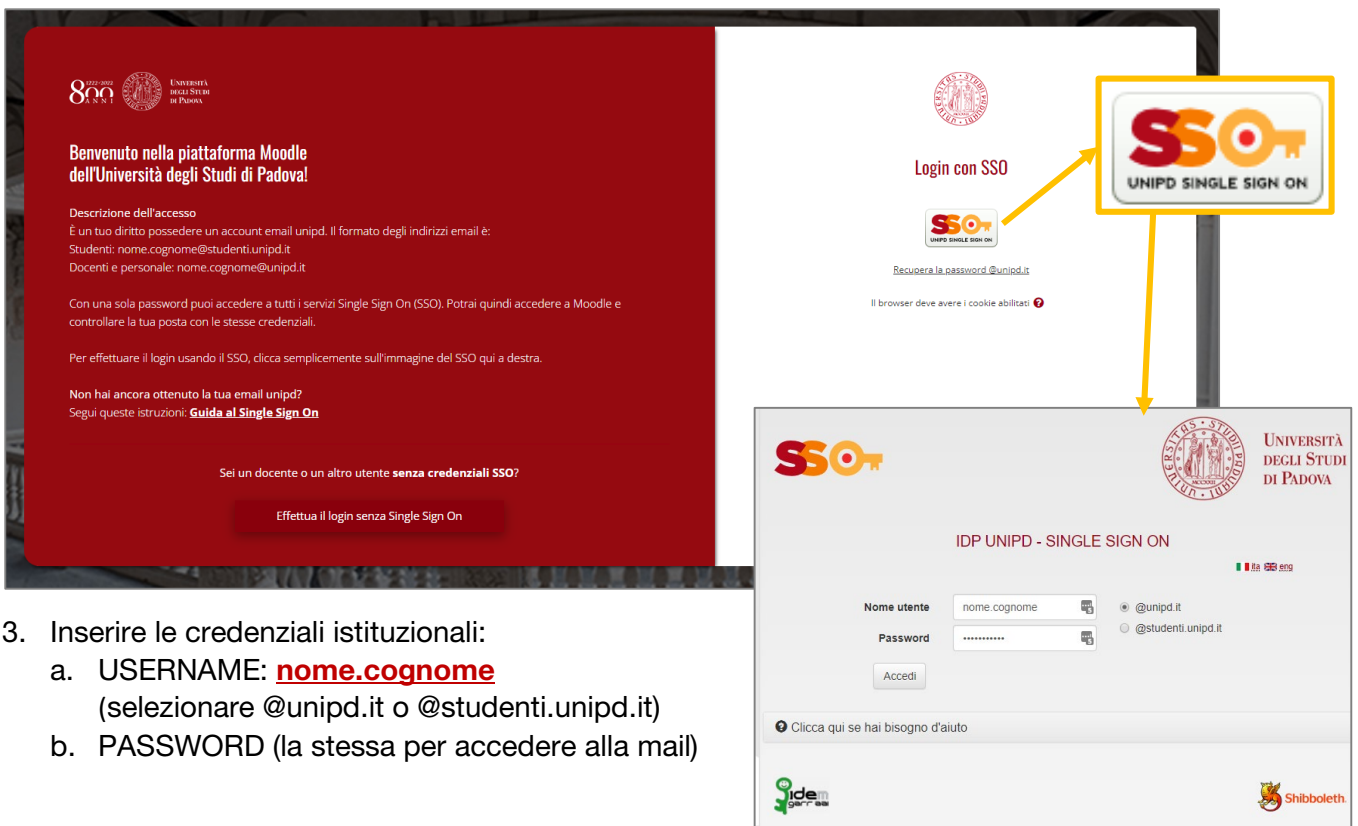 1222·2022
800
ANNI
UNIVERSITÀ
DEGLI STUDI
DI PADOVA
Benvenuto nella piattaforma Moodle
dell'Università degli Studi di Padova!
Descrizione dell'accesso
È un tuo diritto possedere un account email unipd. Il formato degli indirizzi email è:
Studenti: nome.cognome@studenti.unipd.it
Docenti e personale: nome.cognome@unipd.it
Con una sola password puoi accedere a tutti i servizi Single Sign On (SSO). Potrai quindi accedere a Moodle e
controllare la tua posta con le stesse credenziali.
Per effettuare il login usando il SSO, clicca semplicemente sull'immagine del SSO qui a destra.
Non hai ancora ottenuto la tua email unipd?
Segui queste istruzioni: Guida al Single Sign On
Sei un docente o un altro utente senza credenziali SSO?
Effettua il login senza Single Sign On
Login con SSO
SSO
UNIPD SINGLE SIGN ON
Recupera la password @unipd.it
Il browser deve avere i cookie abilitati
SSO
UNIPD SINGLE SIGN ON
SSO
UNIVERSITÀ
DEGLI STUDI
DI PADOVA
IDP UNIPD - SINGLE SIGN ON
ita eng
Nome utente nome.cognome @unipd.it
@studenti.unipd.it
Password
Accedi
Clicca qui se hai bisogno d'aiuto
idem
garr aai
Shibboleth.
3. Inserire le credenziali istituzionali:
a. USERNAME: nome.cognome
(selezionare @unipd.it o @studenti.unipd.it)
b. PASSWORD (la stessa per accedere alla mail)